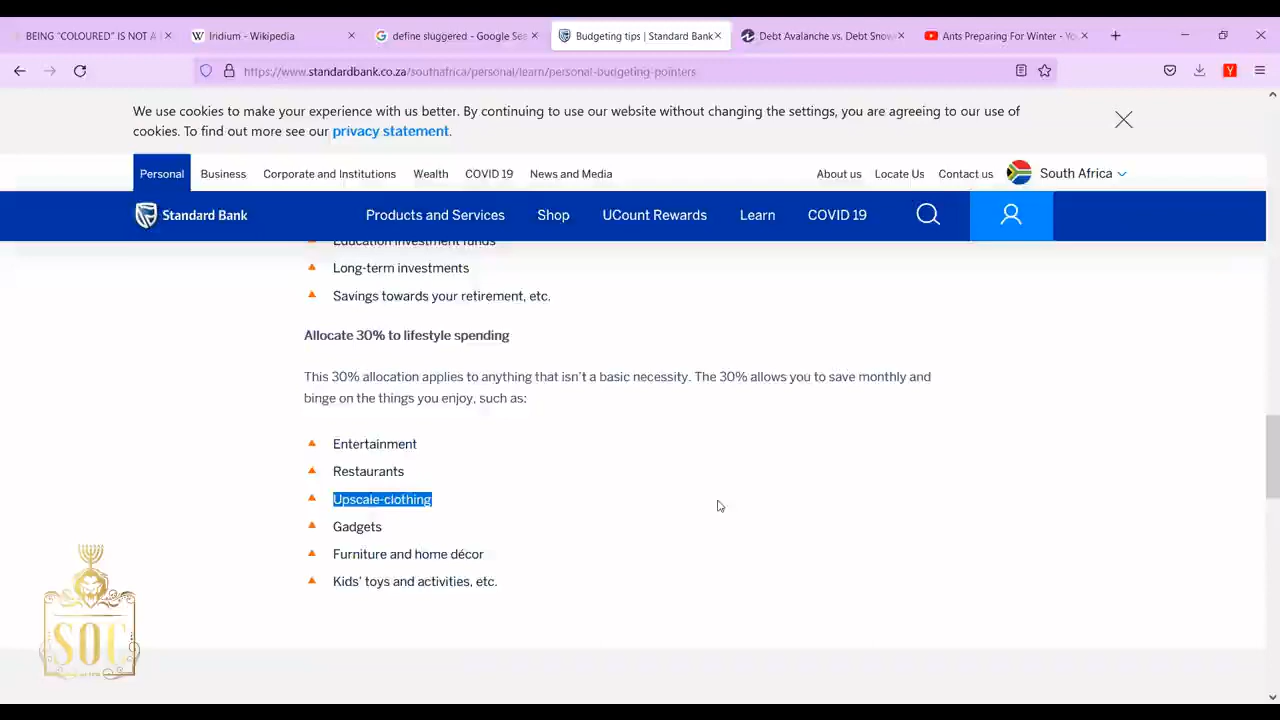 BEING "COLOURED" IS NOT A
Iridium - Wikipedia
define sluggered - Google Sea
Budgeting tips | Standard Bank
Debt Avalanche vs. Debt Snow
Ants Preparing For Winter - Yo
https://www.standardbank.co.za/southafrica/personal/learn/personal-budgeting-pointers
We use cookies to make your experience with us better. By continuing to use our website without changing the settings, you are agreeing to our use of
cookies. To find out more see our privacy statement.
Personal Business Corporate and Institutions Wealth COVID 19 News and Media About us Locate Us Contact us South Africa
Standard Bank Products and Services Shop UCount Rewards Learn COVID 19
Education investment funds
Long-term investments
Savings towards your retirement, etc.
Allocate 30% to lifestyle spending
This 30% allocation applies to anything that isn't a basic necessity. The 30% allows you to save monthly and
binge on the things you enjoy, such as:
Entertainment
Restaurants
Upscale-clothing
Gadgets
Furniture and home décor
Kids' toys and activities, etc.
SOC